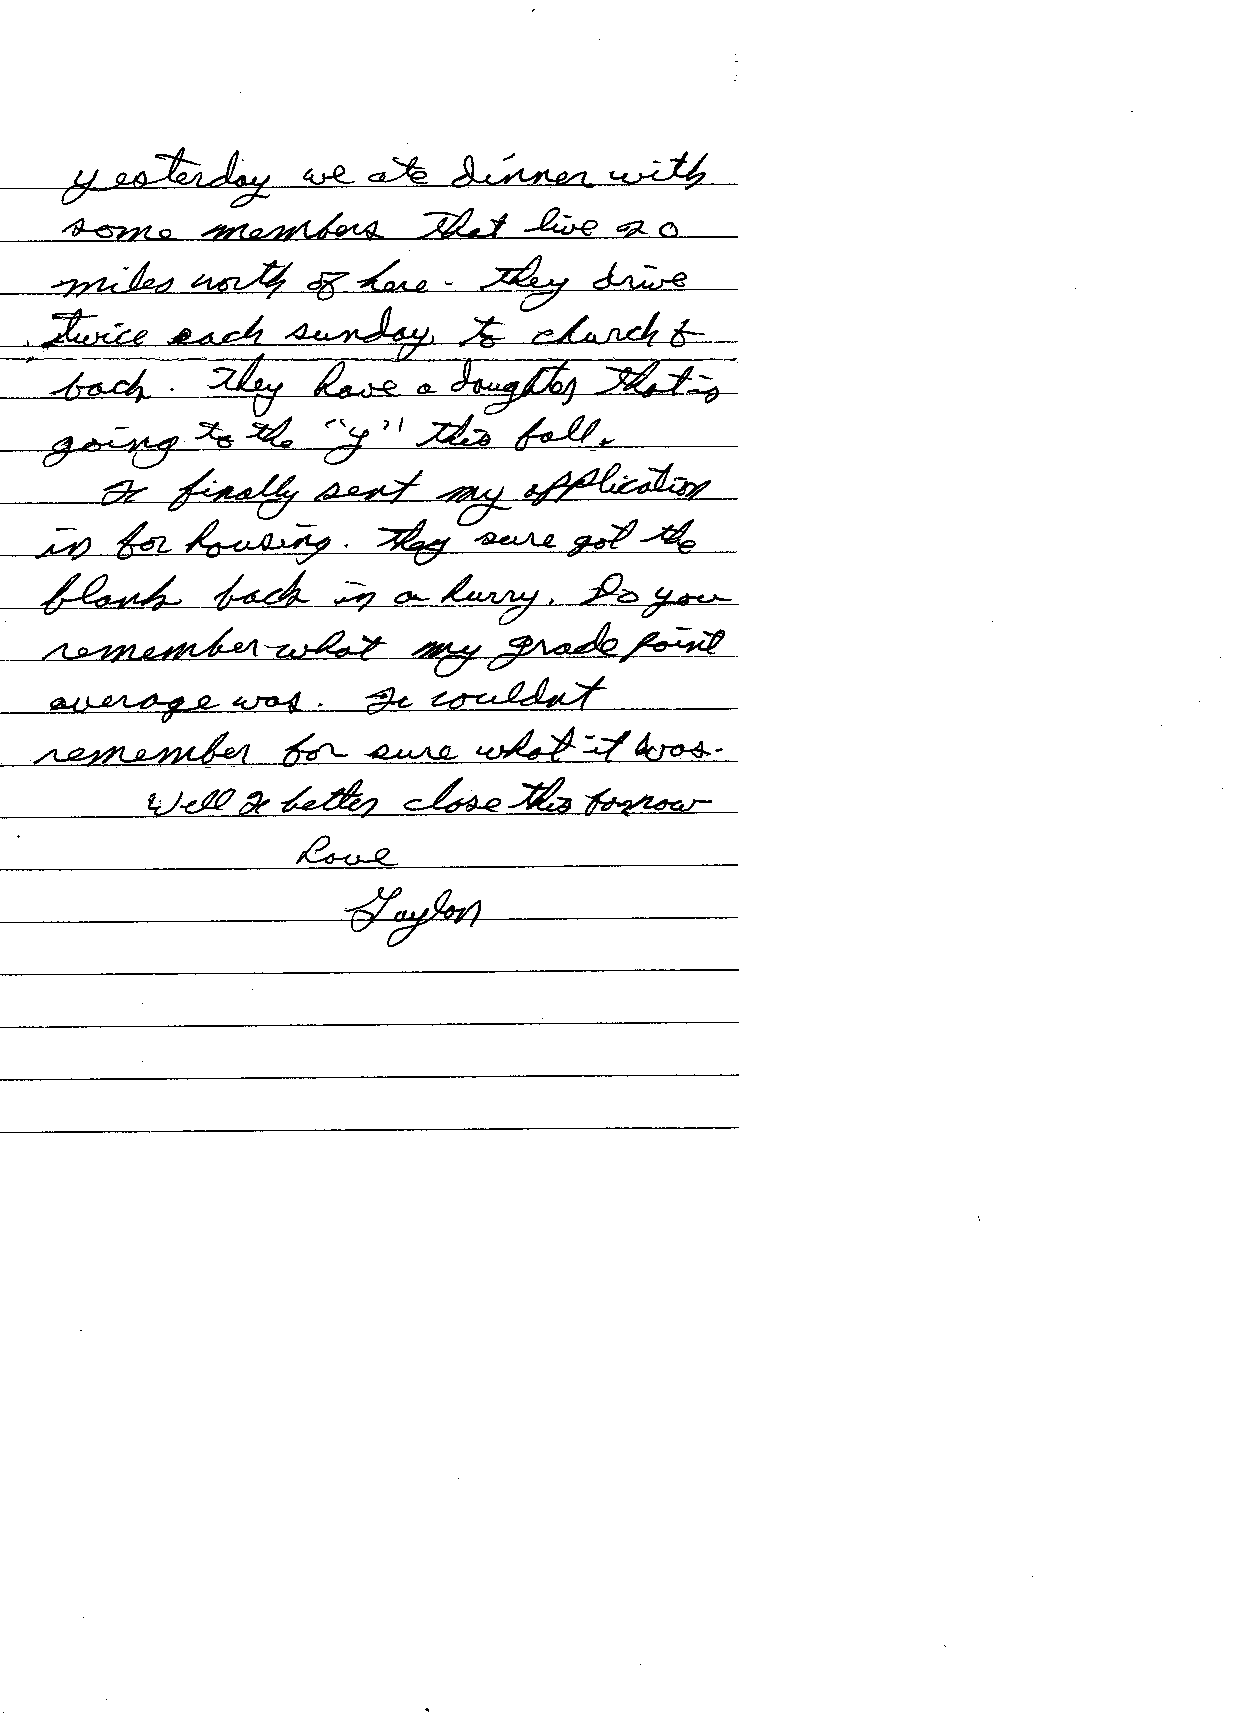 yesterday we ate dinner with
some members that live 20
miles north of here. They drive
twice each sunday, to church &
back. They have a daughter that is
going to the "y" this fall.
I finally sent my application
in for housing. They sure got the
blank back in a hurry. Do you
remember what my grade point
average was. I couldnt
remember for sure what it was.
Well I better close this for now
Love
Gaylon